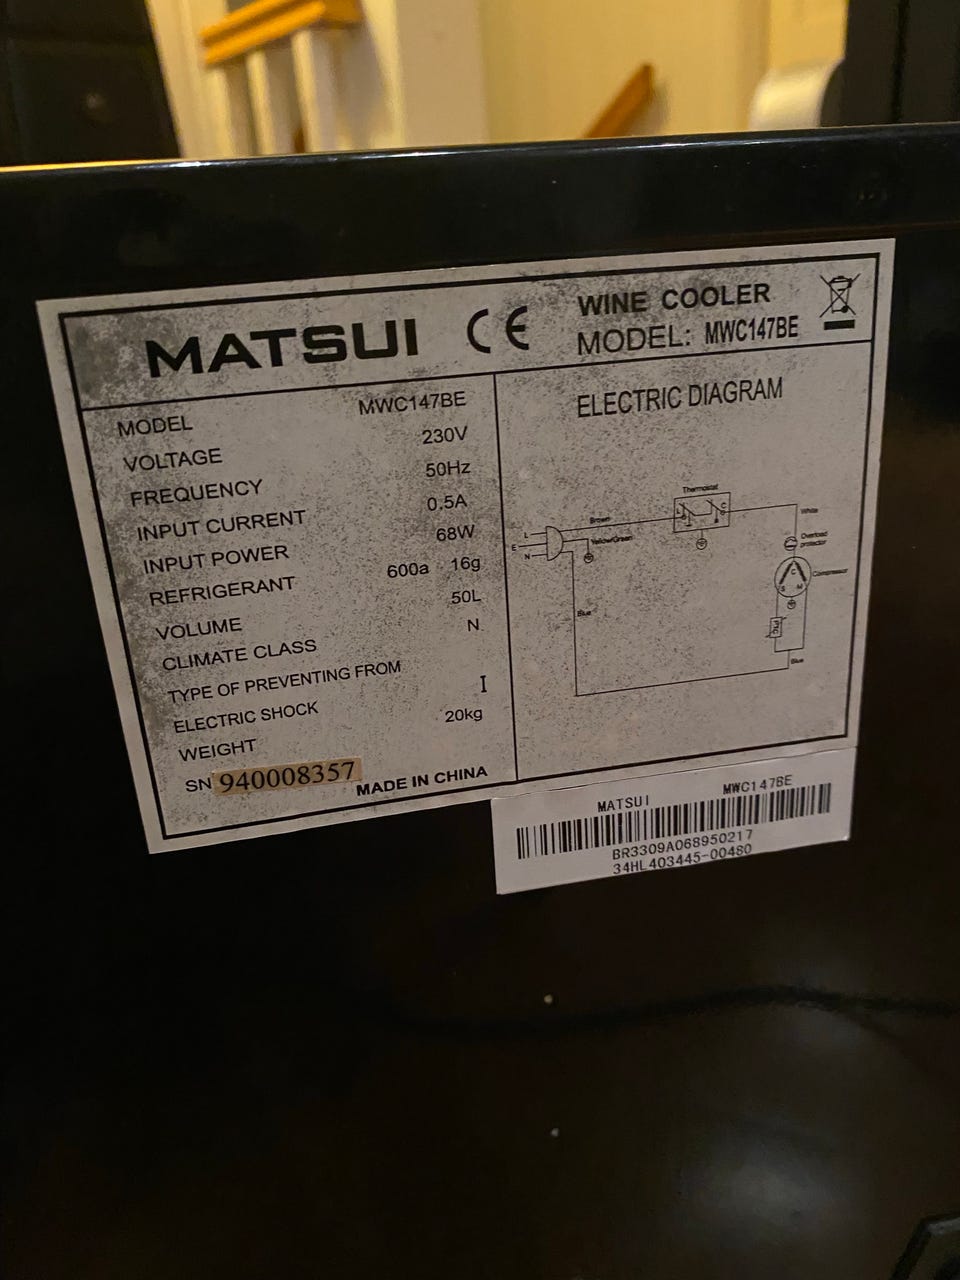 MATSUI CE
WINE COOLER
MODEL: MWC147BE
MODEL MWC147BE
VOLTAGE 230V
FREQUENCY 50Hz
INPUT CURRENT 0.5A
INPUT POWER 68W
REFRIGERANT 600a 16g
VOLUME 50L
CLIMATE CLASS N
TYPE OF PREVENTING FROM
ELECTRIC SHOCK I
WEIGHT 20kg
SN 940008357 MADE IN CHINA
ELECTRIC DIAGRAM
Thermostat
L
E
N
Brown
Yellow/Green
L
C
White
Overload
protector
C
S M
Compressor
PTC
Blue
Blue
MATSUI MWC147BE
BR3309A068950217
34HL403445-00480